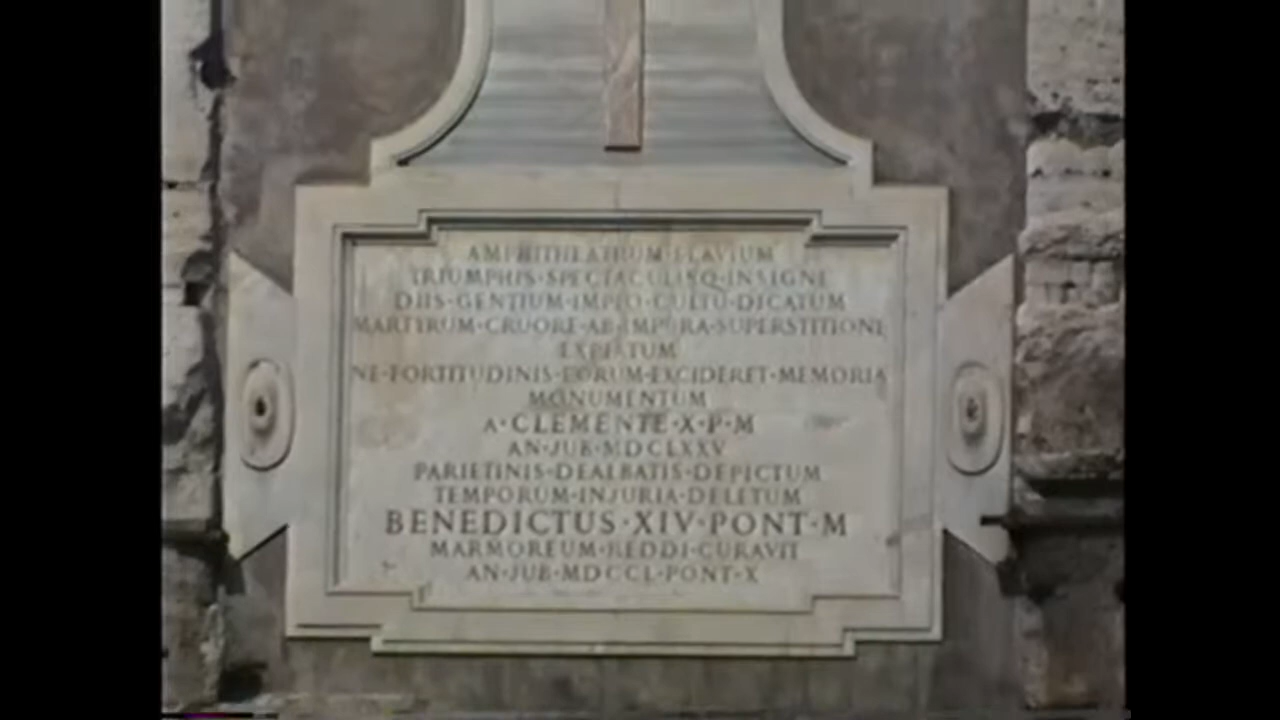 AMPHITHEATRUM·FLAVIUM
TRIUMPHIS·SPECTACULISQ·INSIGNE
DIIS·GENTIUM·IMPIO·CULTU·DICATUM
MARTYRUM·CRUORE·AB·IMPURA·SUPERSTITIONE
EXPIATUM
NE·FORTITUDINIS·EORUM·EXCIDERET·MEMORIA
MONUMENTUM
A·CLEMENTE·X·P·M
AN·JUB·MDCLXXV
PARIETINIS·DEALBATIS·DEPICTUM
TEMPORUM·INJURIA·DELETUM
BENEDICTUS·XIV·PONT·M
MARMOREUM·REDDI·CURAVIT
AN·JUB·MDCCL·PONT·X